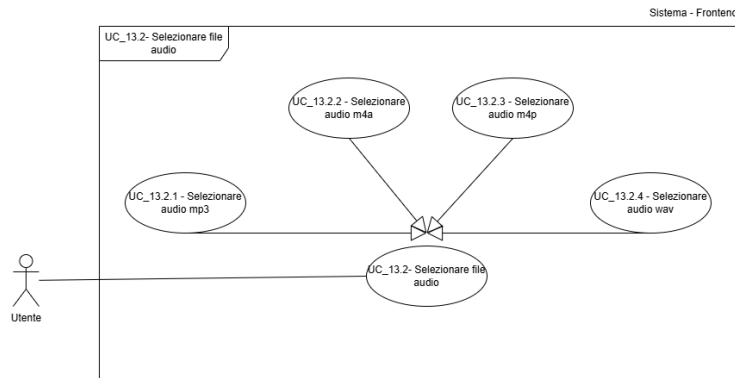 Sistema - Frontend
UC_13.2- Selezionare file
audio
UC_13.2.2 - Selezionare
audio m4a
UC_13.2.3 - Selezionare
audio m4p
UC_13.2.1 - Selezionare
audio mp3
UC_13.2.4 - Selezionare
audio wav
UC_13.2- Selezionare file
audio
Utente